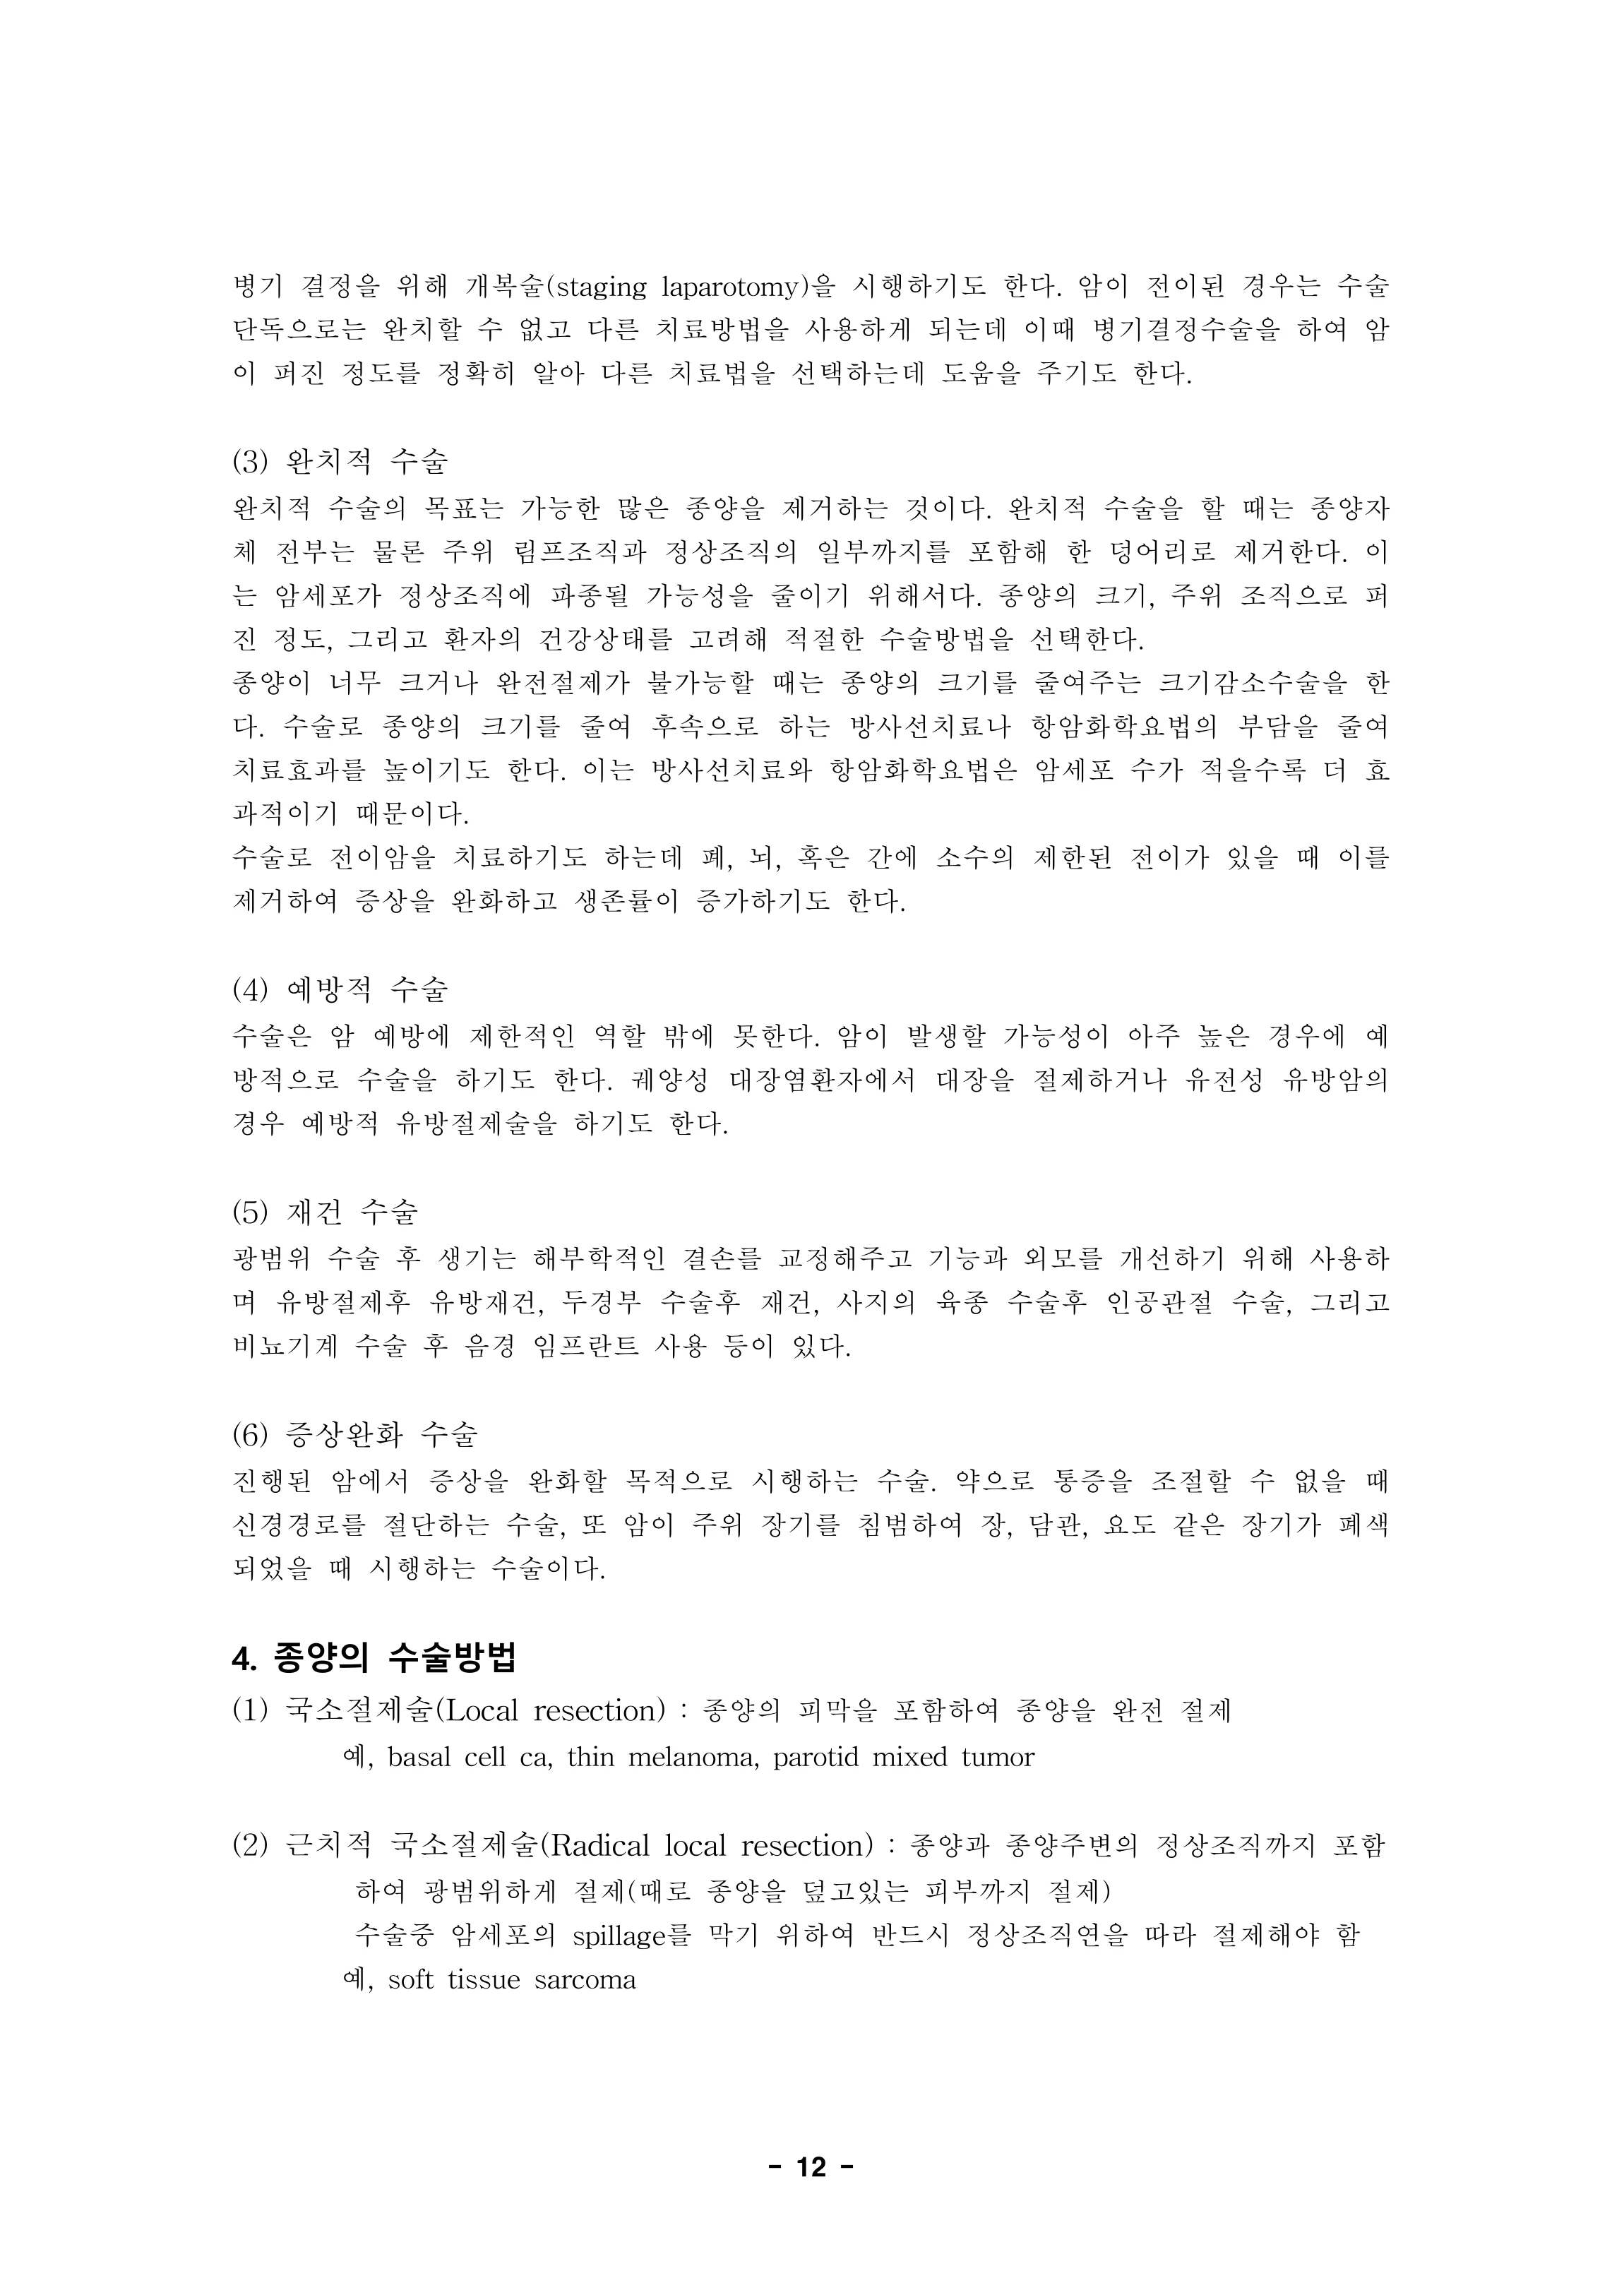 병기 결정을 위해 개복술(staging laparotomy)을 시행하기도 한다. 암이 전이된 경우는 수술
단독으로는 완치할 수 없고 다른 치료방법을 사용하게 되는데 이때 병기결정수술을 하여 암
이 퍼진 정도를 정확히 알아 다른 치료법을 선택하는데 도움을 주기도 한다.
(3) 완치적 수술
완치적 수술의 목표는 가능한 많은 종양을 제거하는 것이다. 완치적 수술을 할 때는 종양자
체 전부는 물론 주위 림프조직과 정상조직의 일부까지를 포함해 한 덩어리로 제거한다. 이
는 암세포가 정상조직에 파종될 가능성을 줄이기 위해서다. 종양의 크기, 주위 조직으로 퍼
진 정도, 그리고 환자의 건강상태를 고려해 적절한 수술방법을 선택한다.
종양이 너무 크거나 완전절제가 불가능할 때는 종양의 크기를 줄여주는 크기감소수술을 한
다. 수술로 종양의 크기를 줄여 후속으로 하는 방사선치료나 항암화학요법의 부담을 줄여
치료효과를 높이기도 한다. 이는 방사선치료와 항암화학요법은 암세포 수가 적을수록 더 효
과적이기 때문이다.
수술로 전이암을 치료하기도 하는데 폐, 뇌, 혹은 간에 소수의 제한된 전이가 있을 때 이를
제거하여 증상을 완화하고 생존률이 증가하기도 한다.
(4) 예방적 수술
수술은 암 예방에 제한적인 역할 밖에 못한다. 암이 발생할 가능성이 아주 높은 경우에 예
방적으로 수술을 하기도 한다. 궤양성 대장염환자에서 대장을 절제하거나 유전성 유방암의
경우 예방적 유방절제술을 하기도 한다.
(5) 재건 수술
광범위 수술 후 생기는 해부학적인 결손를 교정해주고 기능과 외모를 개선하기 위해 사용하
며 유방절제후 유방재건, 두경부 수술후 재건, 사지의 육종 수술후 인공관절 수술, 그리고
비뇨기계 수술 후 음경 임프란트 사용 등이 있다.
(6) 증상완화 수술
진행된 암에서 증상을 완화할 목적으로 시행하는 수술. 약으로 통증을 조절할 수 없을 때
신경경로를 절단하는 수술, 또 암이 주위 장기를 침범하여 장, 담관, 요도 같은 장기가 폐색
되었을 때 시행하는 수술이다.
4. 종양의 수술방법
(1) 국소절제술(Local resection) : 종양의 피막을 포함하여 종양을 완전 절제
예, basal cell ca, thin melanoma, parotid mixed tumor
(2) 근치적 국소절제술(Radical local resection) : 종양과 종양주변의 정상조직까지 포함
하여 광범위하게 절제(때로 종양을 덮고있는 피부까지 절제)
수술중 암세포의 spillage를 막기 위하여 반드시 정상조직연을 따라 절제해야 함
예, soft tissue sarcoma
- 12 -